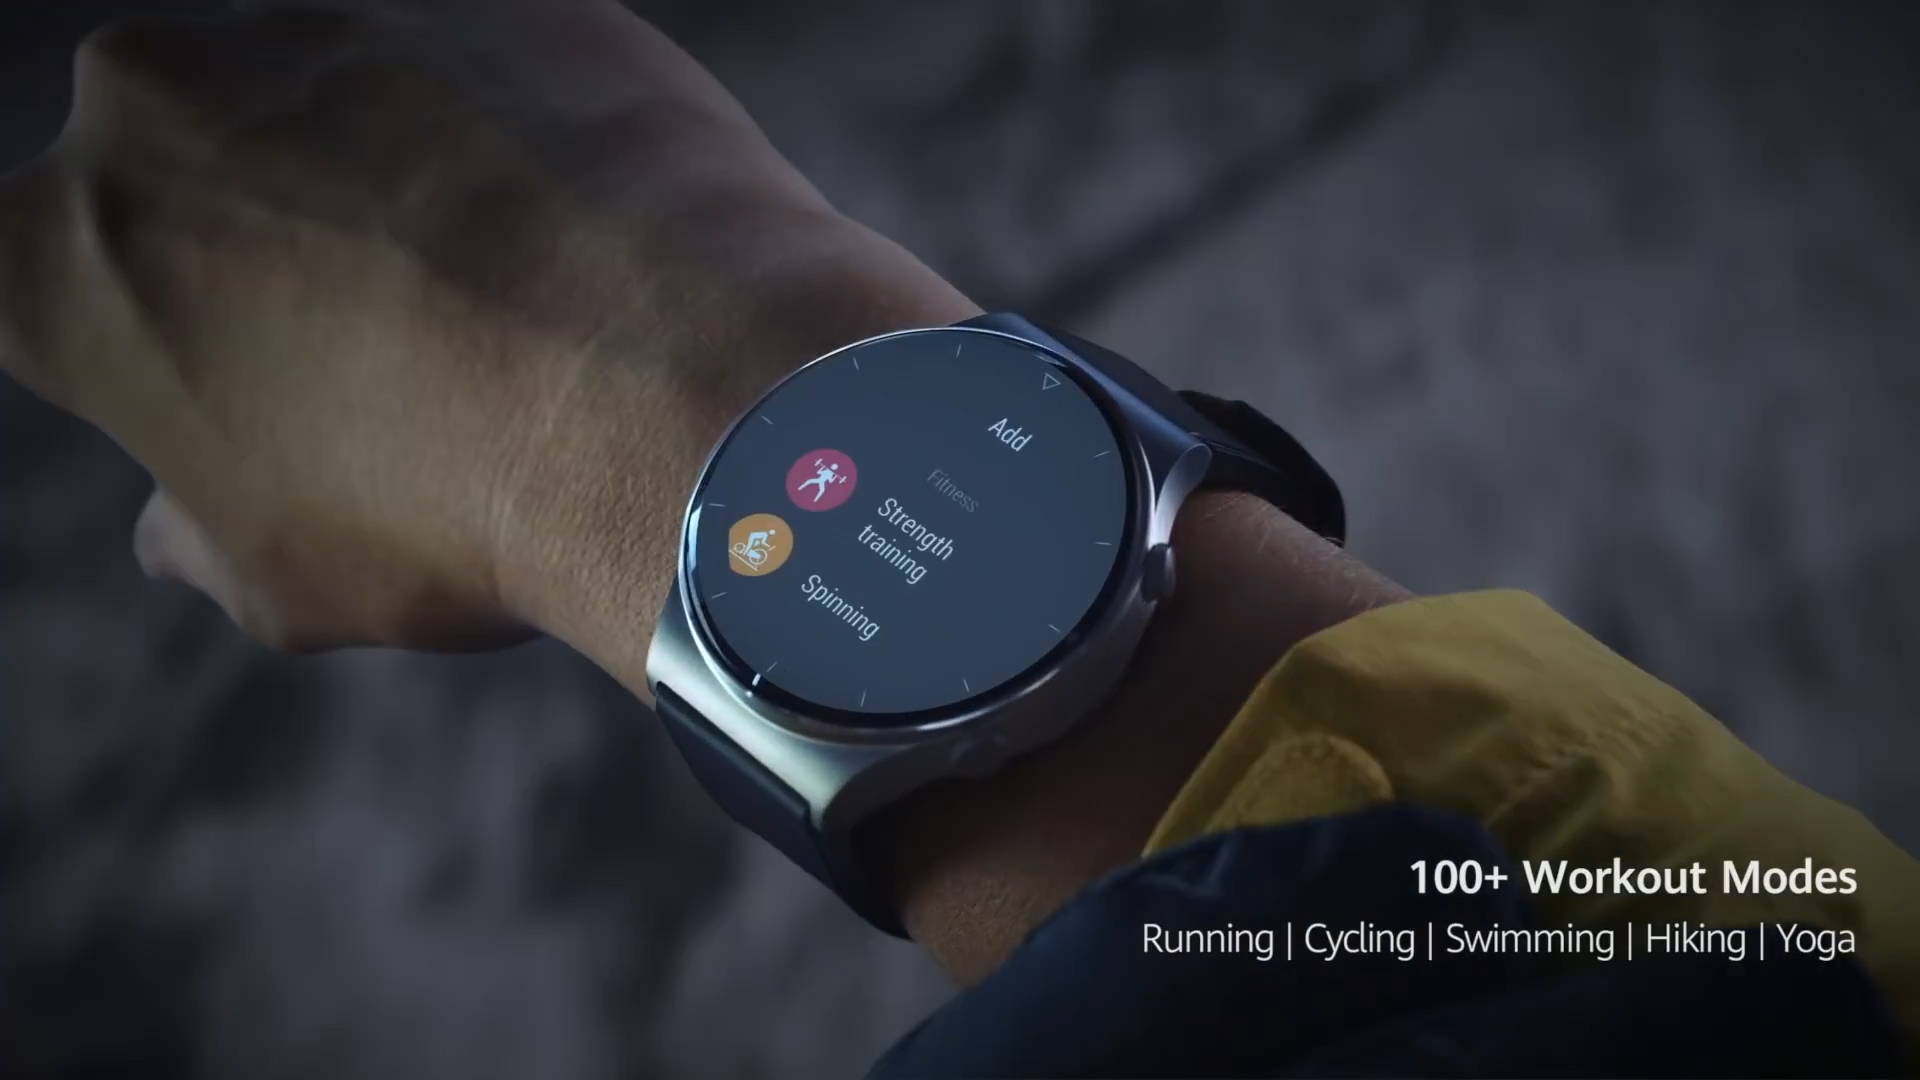 Add
Fitness
Strength
training
Spinning
100+ Workout Modes
Running | Cycling | Swimming | Hiking | Yoga